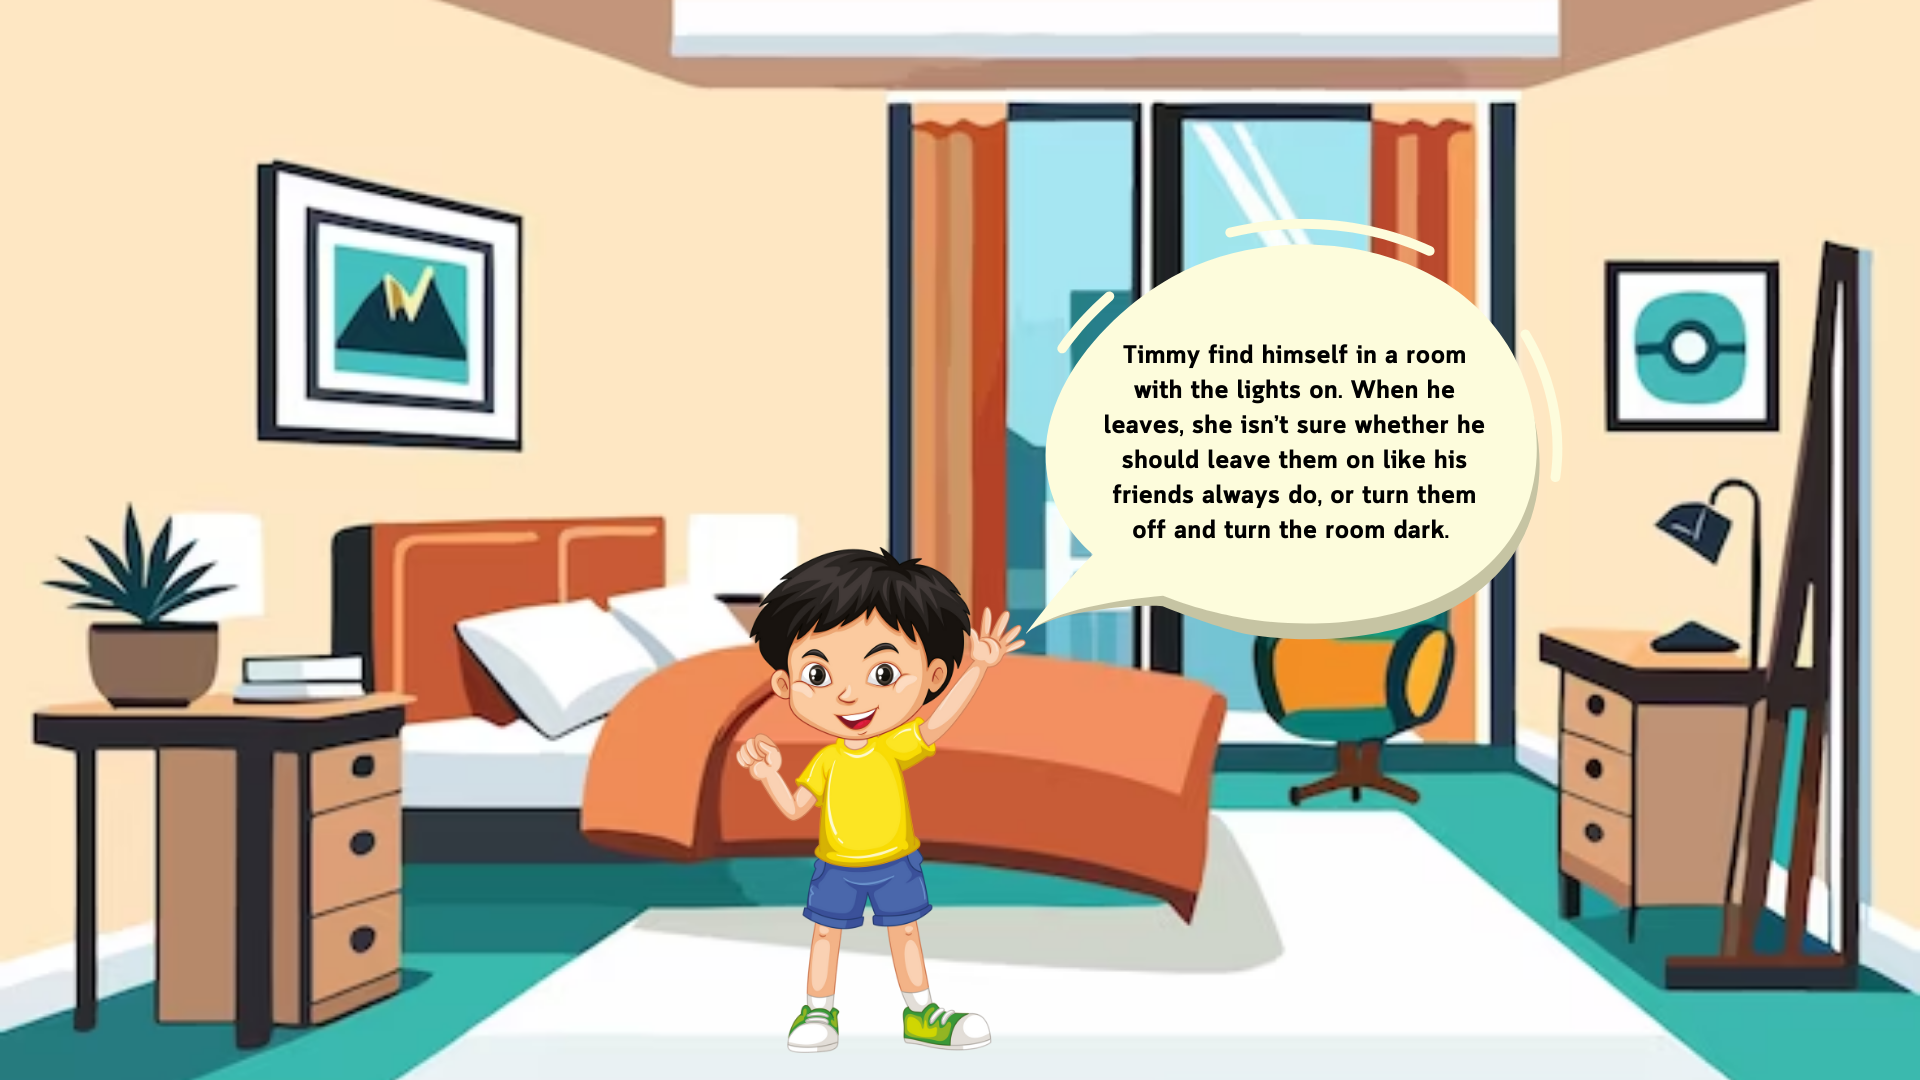 Timmy find himself in a room
with the lights on. When he
leaves, she isn't sure whether he
should leave them on like his
friends always do, or turn them
off and turn the room dark.